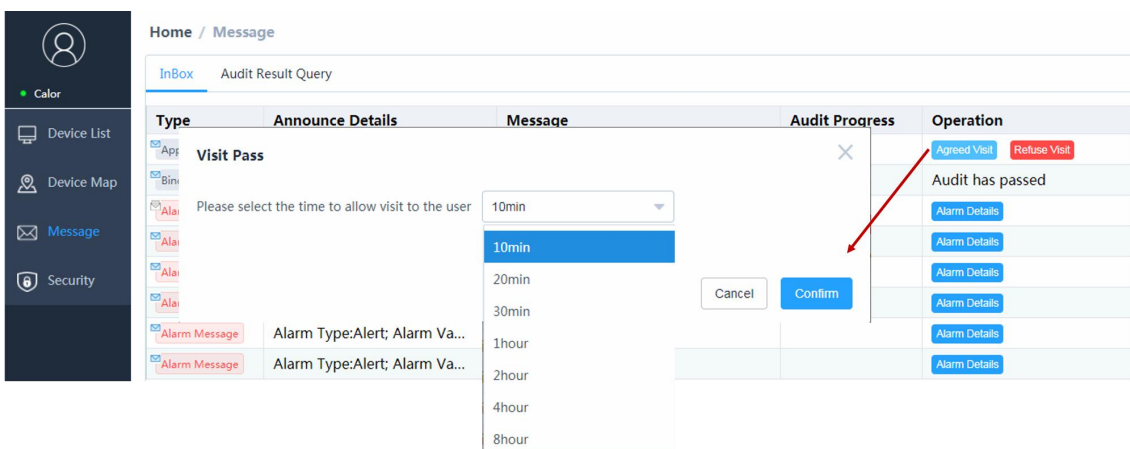 Home / Message
Calor
Device List
Device Map
Message
Security
InBox Audit Result Query
Type Announce Details Message Audit Progress Operation
App
Agreed Visit Refuse Visit
Audit has passed
Alarm Details
Alarm Details
Alarm Details
Alarm Details
Alarm Message Alarm Type:Alert; Alarm Va... Alarm Details
Alarm Message Alarm Type:Alert; Alarm Va... Alarm Details
Visit Pass
Please select the time to allow visit to the user 10min
10min
20min
30min
1hour
2hour
4hour
8hour
Cancel Confirm